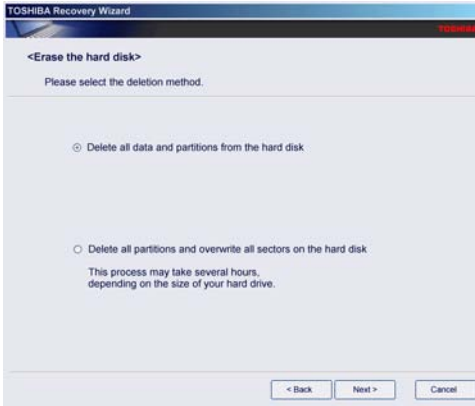 TOSHIBA Recovery Wizard
TOSHIBA
<Erase the hard disk>
Please select the deletion method.
Delete all data and partitions from the hard disk
Delete all partitions and overwrite all sectors on the hard disk
This process may take several hours,
depending on the size of your hard drive.
< Back
Next >
Cancel